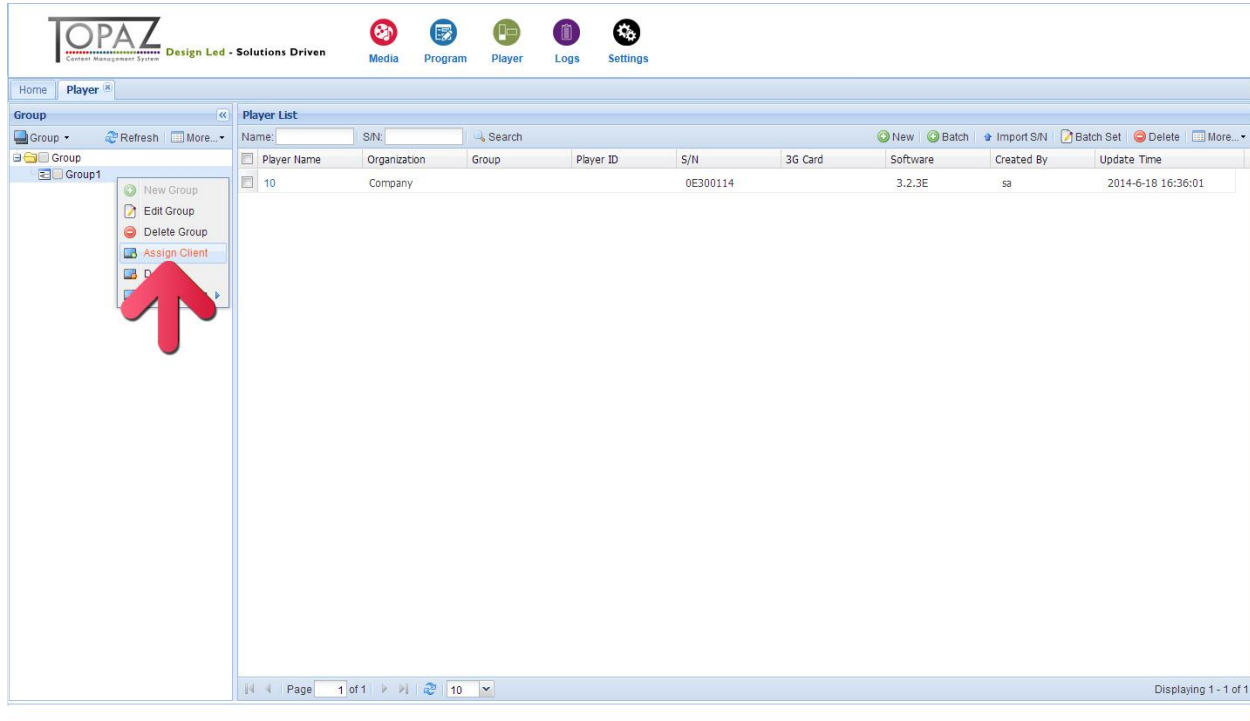 TOPAZ
Content Management System
Design Led - Solutions Driven
Media Program Player Logs Settings
Home Player
Group
Group Refresh More...
Group
Group1
New Group
Edit Group
Delete Group
Assign Client
D
Player List
Name: S/N: Search New Batch Import S/N Batch Set Delete More...
Player Name Organization Group Player ID S/N 3G Card Software Created By Update Time
10 Company 0E300114 3.2.3E sa 2014-6-18 16:36:01
Page 1 of 1 10 Displaying 1 - 1 of 1